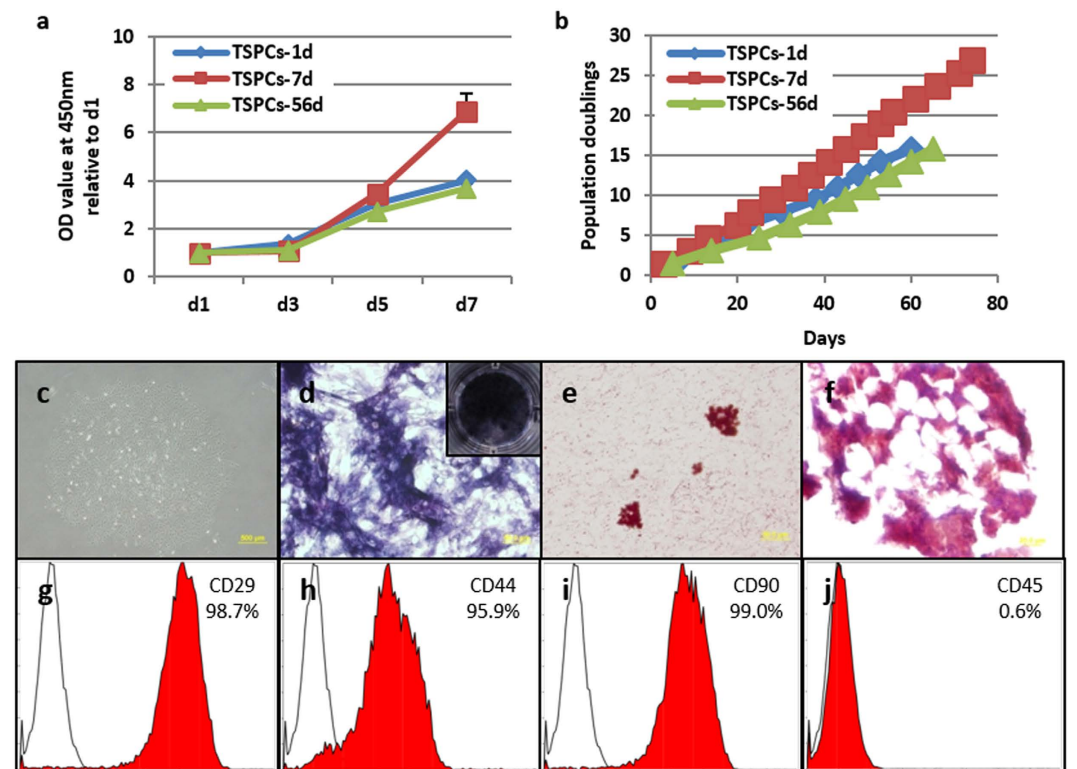 a
OD value at 450nm
relative to d1
10
8
6
4
2
0
TSPCs-1d
TSPCs-7d
TSPCs-56d
d1 d3 d5 d7
b
Population doublings
30
25
20
15
10
5
0
TSPCs-1d
TSPCs-7d
TSPCs-56d
0 20 40 60 80
Days
c
d
e
f
g
CD29
98.7%
h
CD44
95.9%
i
CD90
99.0%
j
CD45
0.6%